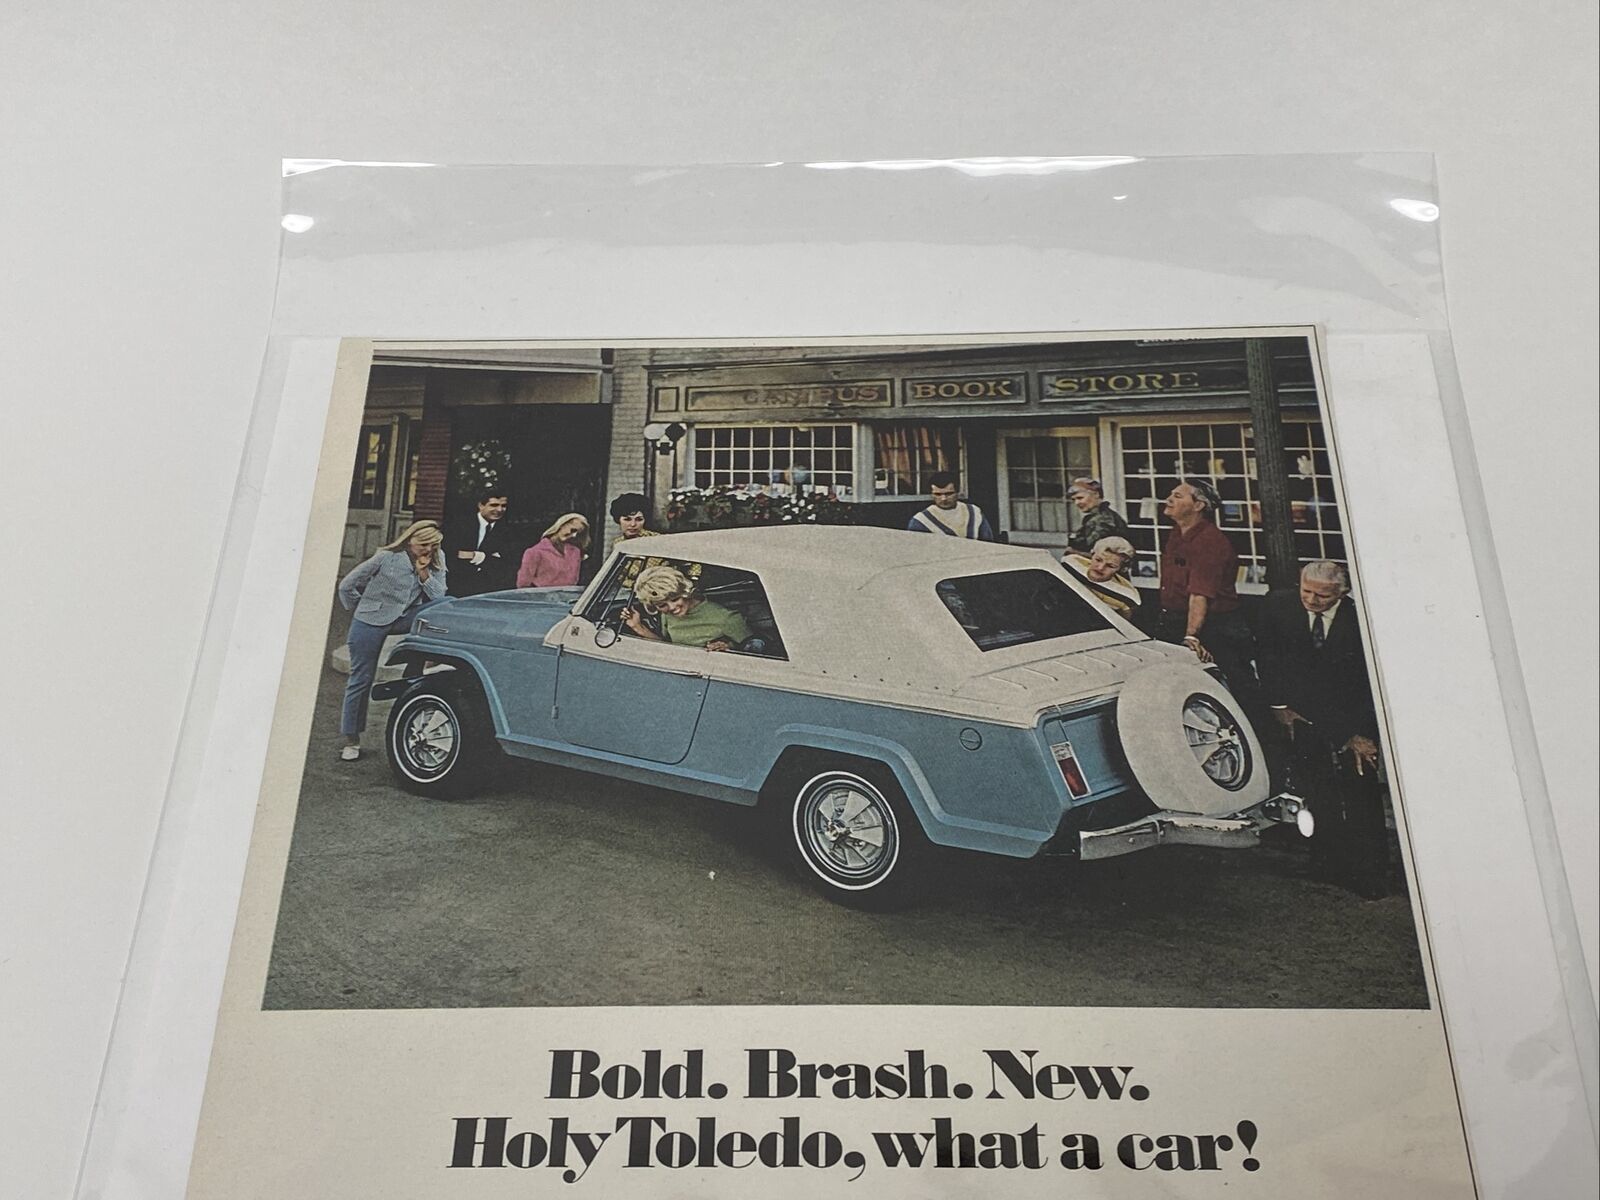 CAMPUS BOOK STORE
Bold. Brash. New.
Holy Toledo, what a car!